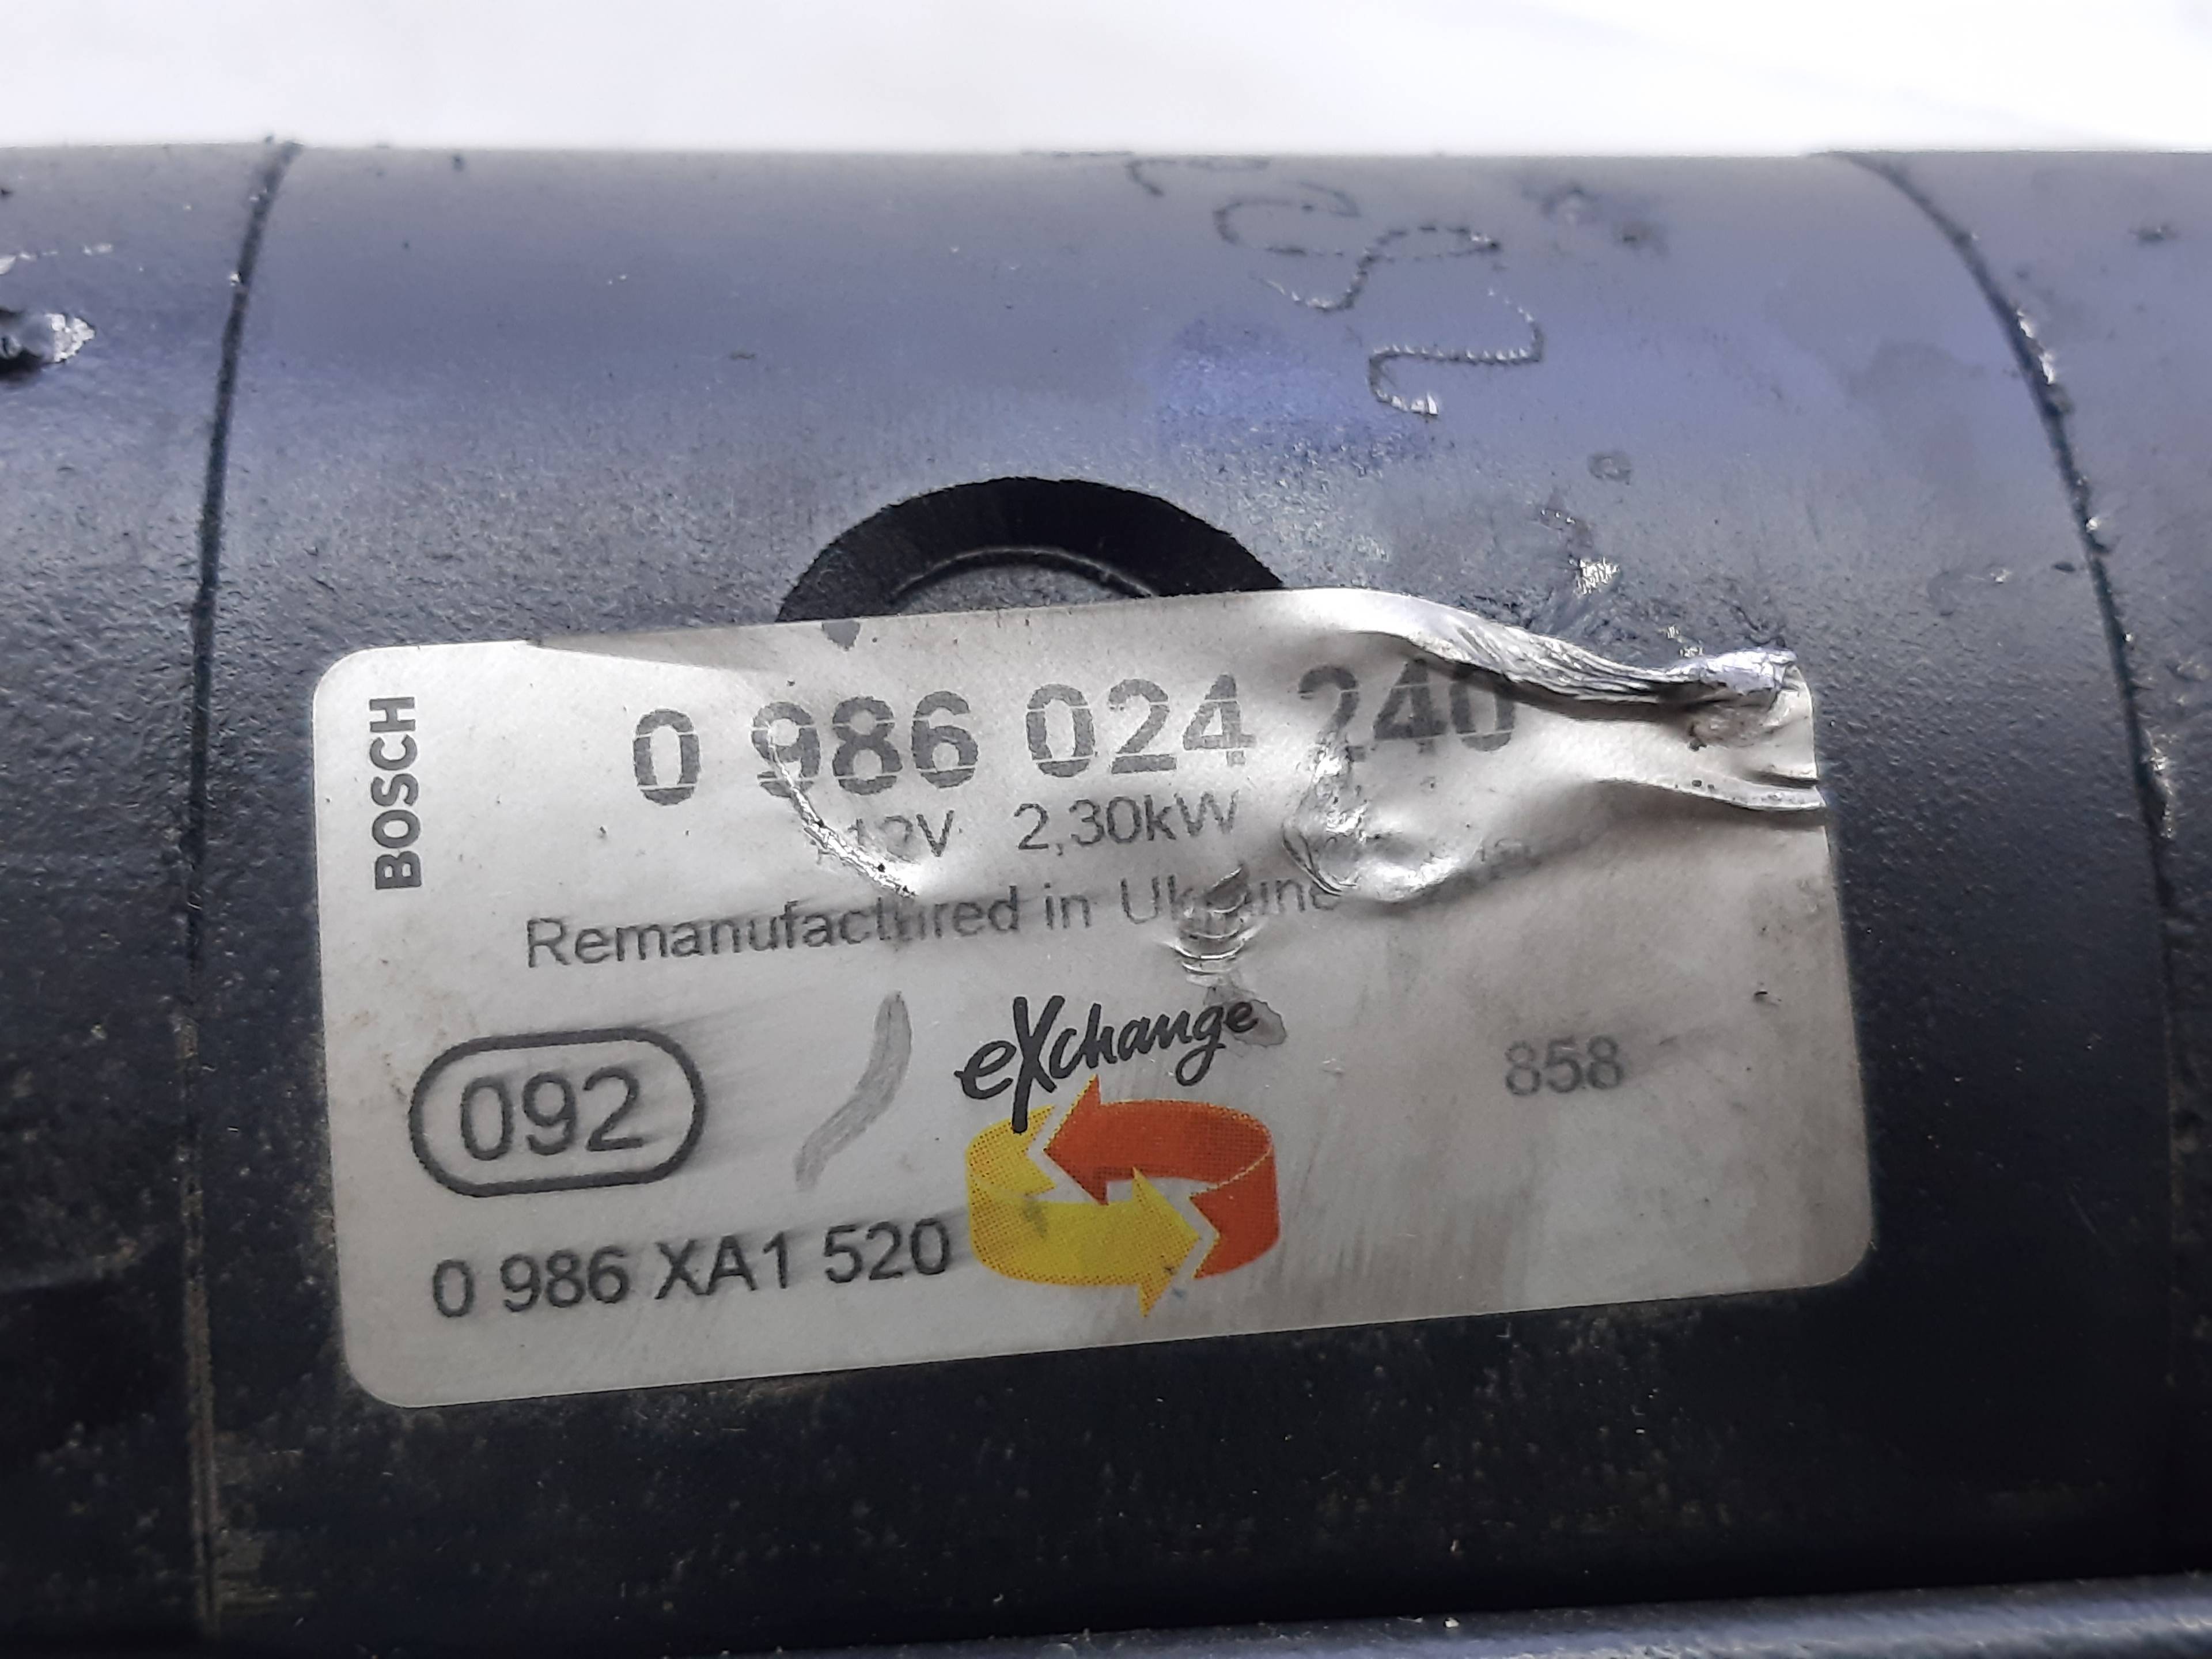 BOSCH
0 986 024 240
12V 2,30kW
Remanufactured in Ukraine
eXchange
092
858
0 986 XA1 520